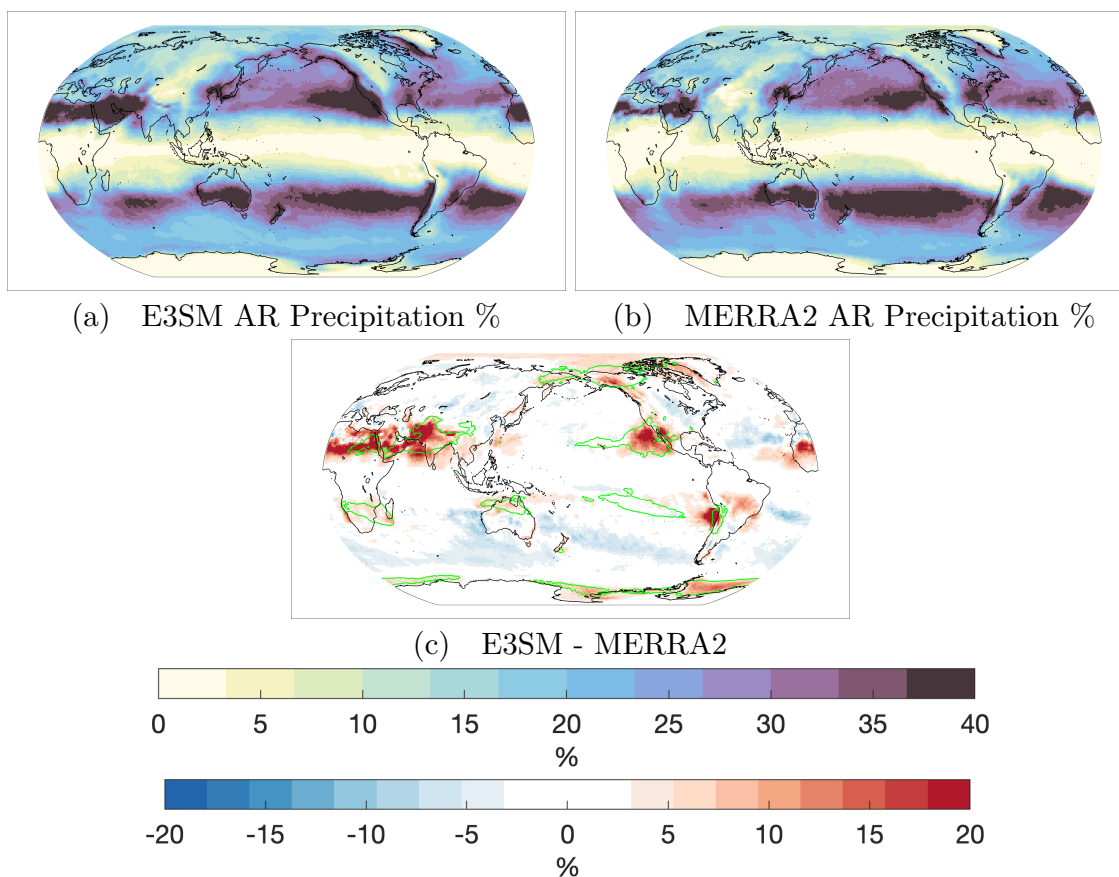 (a) E3SM AR Precipitation %
(b) MERRA2 AR Precipitation %
(c) E3SM - MERRA2
0 5 10 15 20 25 30 35 40
%
-20 -15 -10 -5 0 5 10 15 20
%